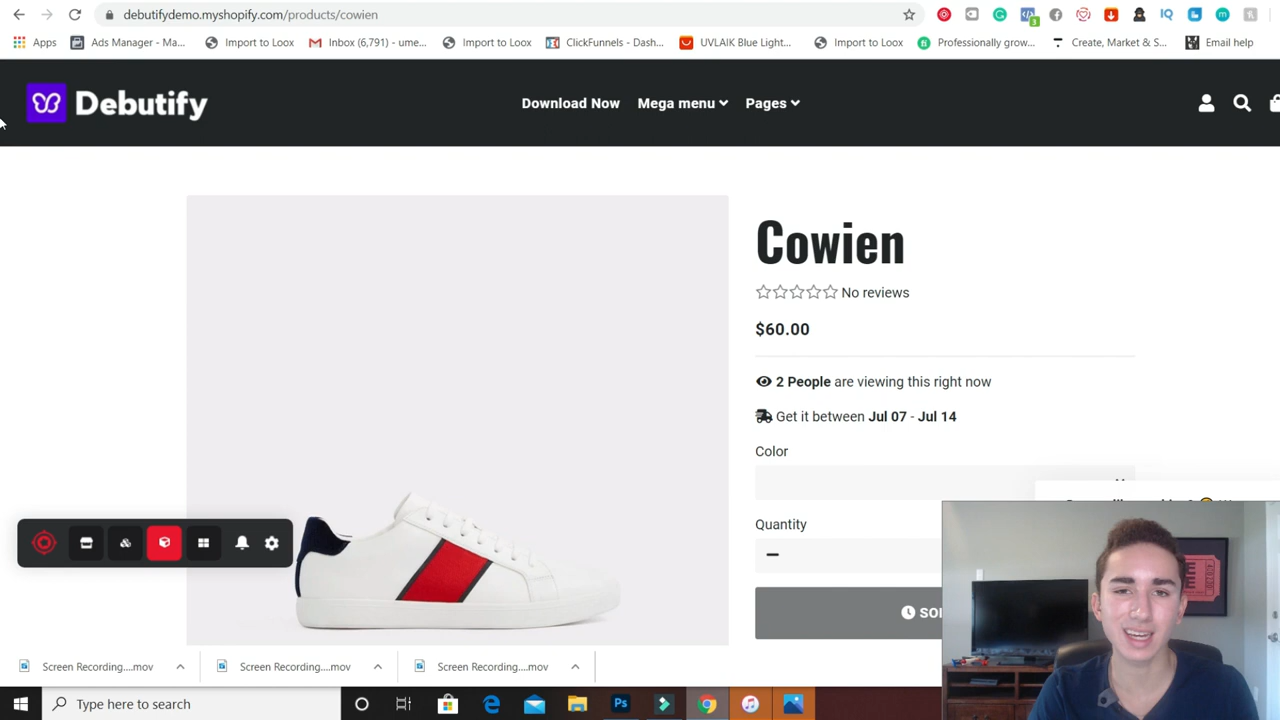 debutifydemo.myshopify.com/products/cowien
Apps
Ads Manager - Ma...
Import to Loox
Inbox (6,791) - ume...
Import to Loox
ClickFunnels - Dash...
UVLAIK Blue Light...
Import to Loox
Professionally grow...
Create, Market & S...
Email help
3
IQ
Debutify
Download Now
Mega menu
Pages
Cowien
No reviews
$60.00
2 People are viewing this right now
Get it between Jul 07 - Jul 14
Color
Quantity
Screen Recording....mov
Screen Recording....mov
Screen Recording....mov
Type here to search
Ps